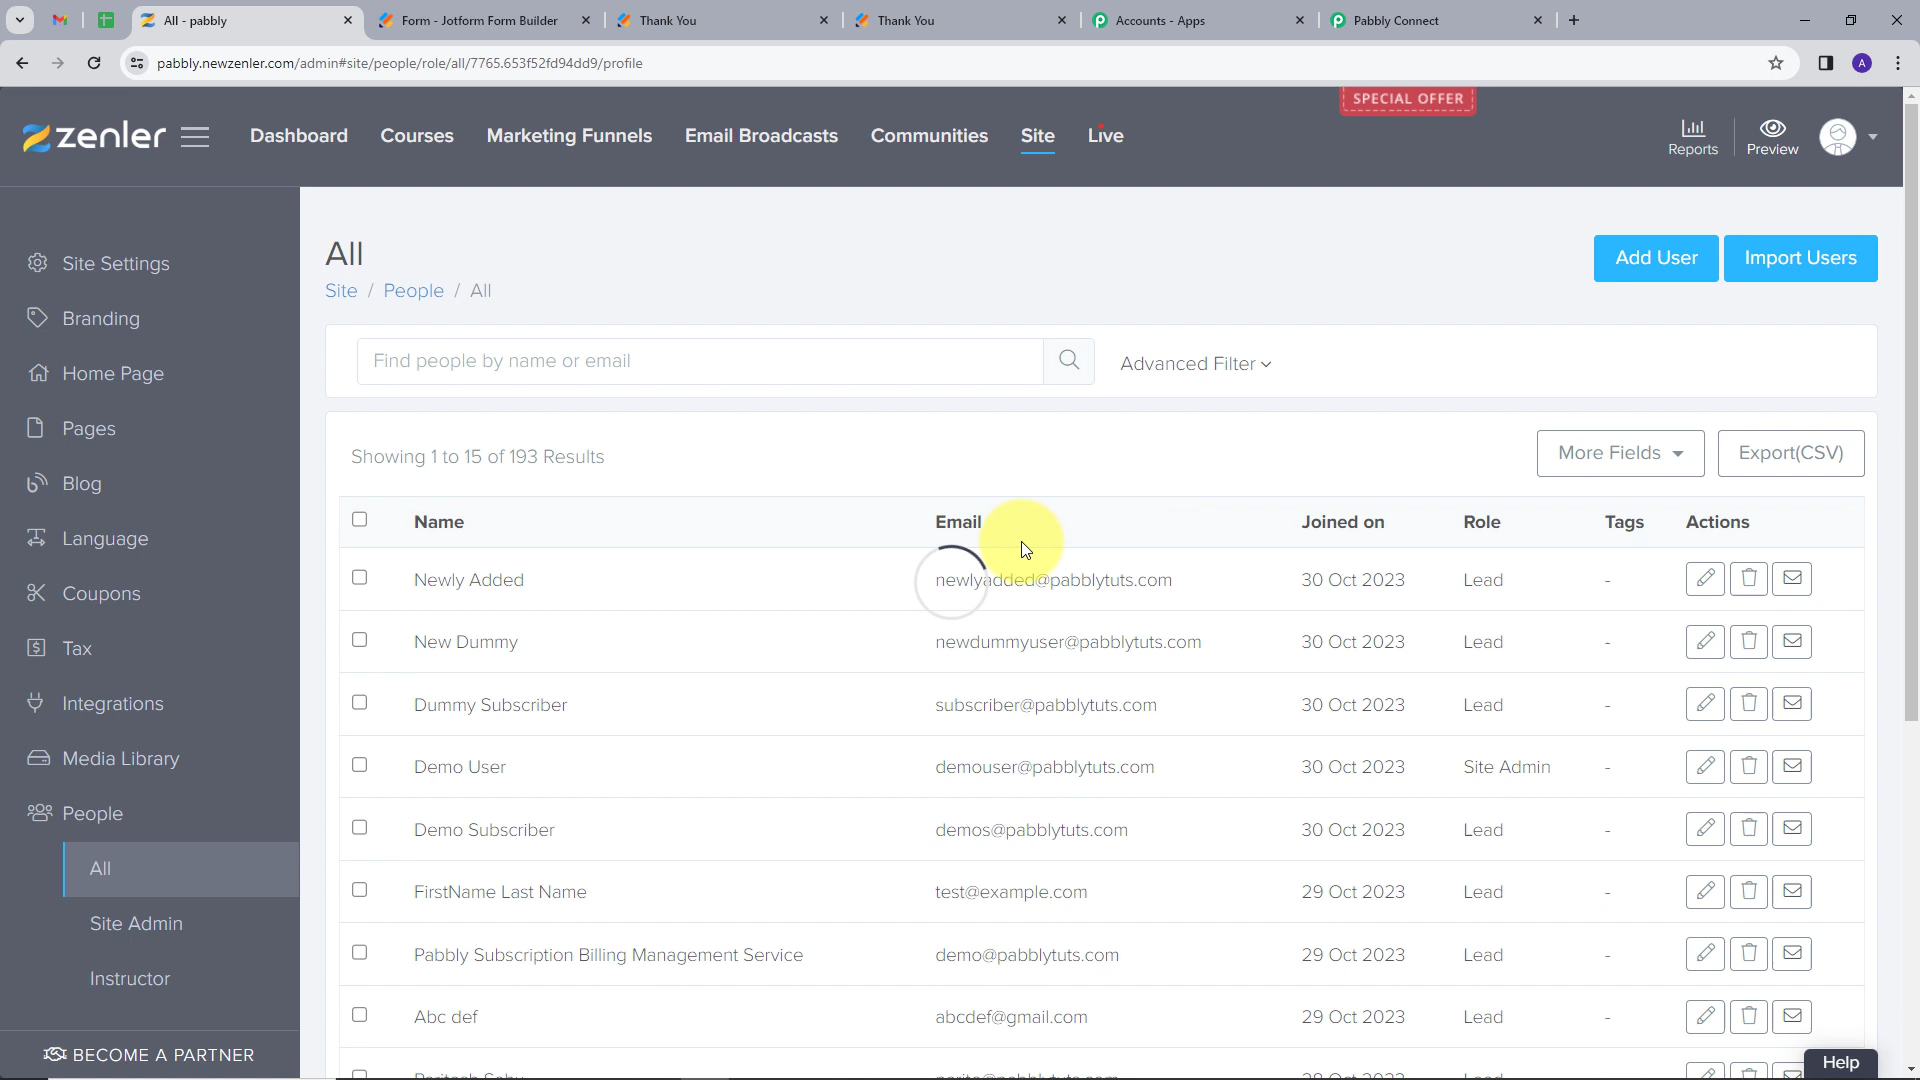 All - pabbly
Form - Jotform Form Builder
Thank You
Thank You
Accounts - Apps
Pabbly Connect
pabbly.newzenler.com/admin#site/people/role/all/7765.653f52fd94dd9/profile
A
SPECIAL OFFER
zenler
Dashboard
Courses
Marketing Funnels
Email Broadcasts
Communities
Site
Live
Reports
Preview
Site Settings
Branding
Home Page
Pages
Blog
Language
Coupons
Tax
Integrations
Media Library
People
All
Site Admin
Instructor
BECOME A PARTNER
All
Site / People / All
Add User
Import Users
Find people by name or email
Advanced Filter
Showing 1 to 15 of 193 Results
More Fields
Export(CSV)
Name Email Joined on Role Tags Actions
Newly Added newlyadded@pabblytuts.com 30 Oct 2023 Lead -
New Dummy newdummyuser@pabblytuts.com 30 Oct 2023 Lead -
Dummy Subscriber subscriber@pabblytuts.com 30 Oct 2023 Lead -
Demo User demouser@pabblytuts.com 30 Oct 2023 Site Admin -
Demo Subscriber demos@pabblytuts.com 30 Oct 2023 Lead -
FirstName Last Name test@example.com 29 Oct 2023 Lead -
Pabbly Subscription Billing Management Service demo@pabblytuts.com 29 Oct 2023 Lead -
Abc def abcdef@gmail.com 29 Oct 2023 Lead -
Help